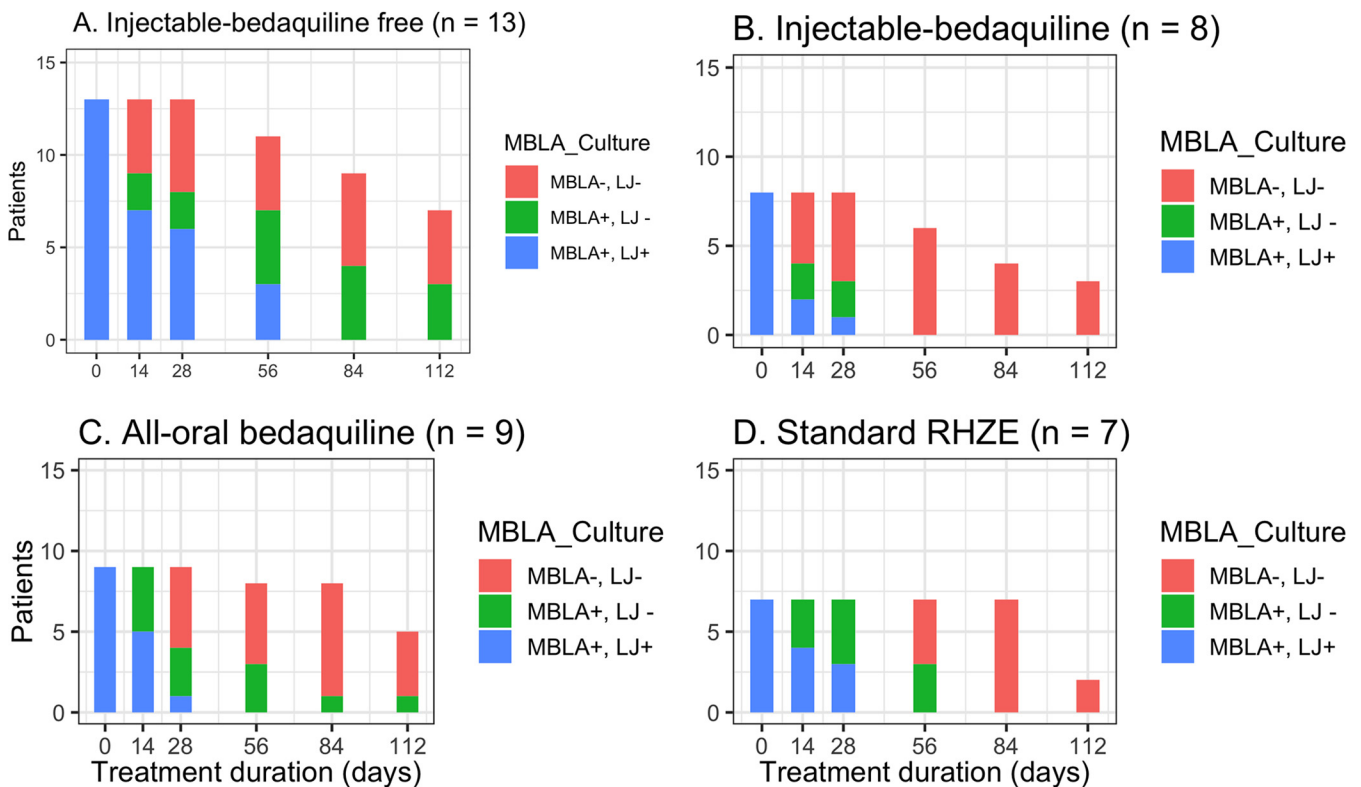 A. Injectable-bedaquiline free (n = 13)
15
10
5
0
Patients
0 14 28 56 84 112
MBLA_Culture
MBLA-, LJ-
MBLA+, LJ -
MBLA+, LJ+
B. Injectable-bedaquiline (n = 8)
15
10
5
0
0 14 28 56 84 112
MBLA_Culture
MBLA-, LJ-
MBLA+, LJ -
MBLA+, LJ+
C. All-oral bedaquiline (n = 9)
15
10
5
0
Patients
0 14 28 56 84 112
Treatment duration (days)
MBLA_Culture
MBLA-, LJ-
MBLA+, LJ -
MBLA+, LJ+
D. Standard RHZE (n = 7)
15
10
5
0
0 14 28 56 84 112
Treatment duration (days)
MBLA_Culture
MBLA-, LJ-
MBLA+, LJ -
MBLA+, LJ+